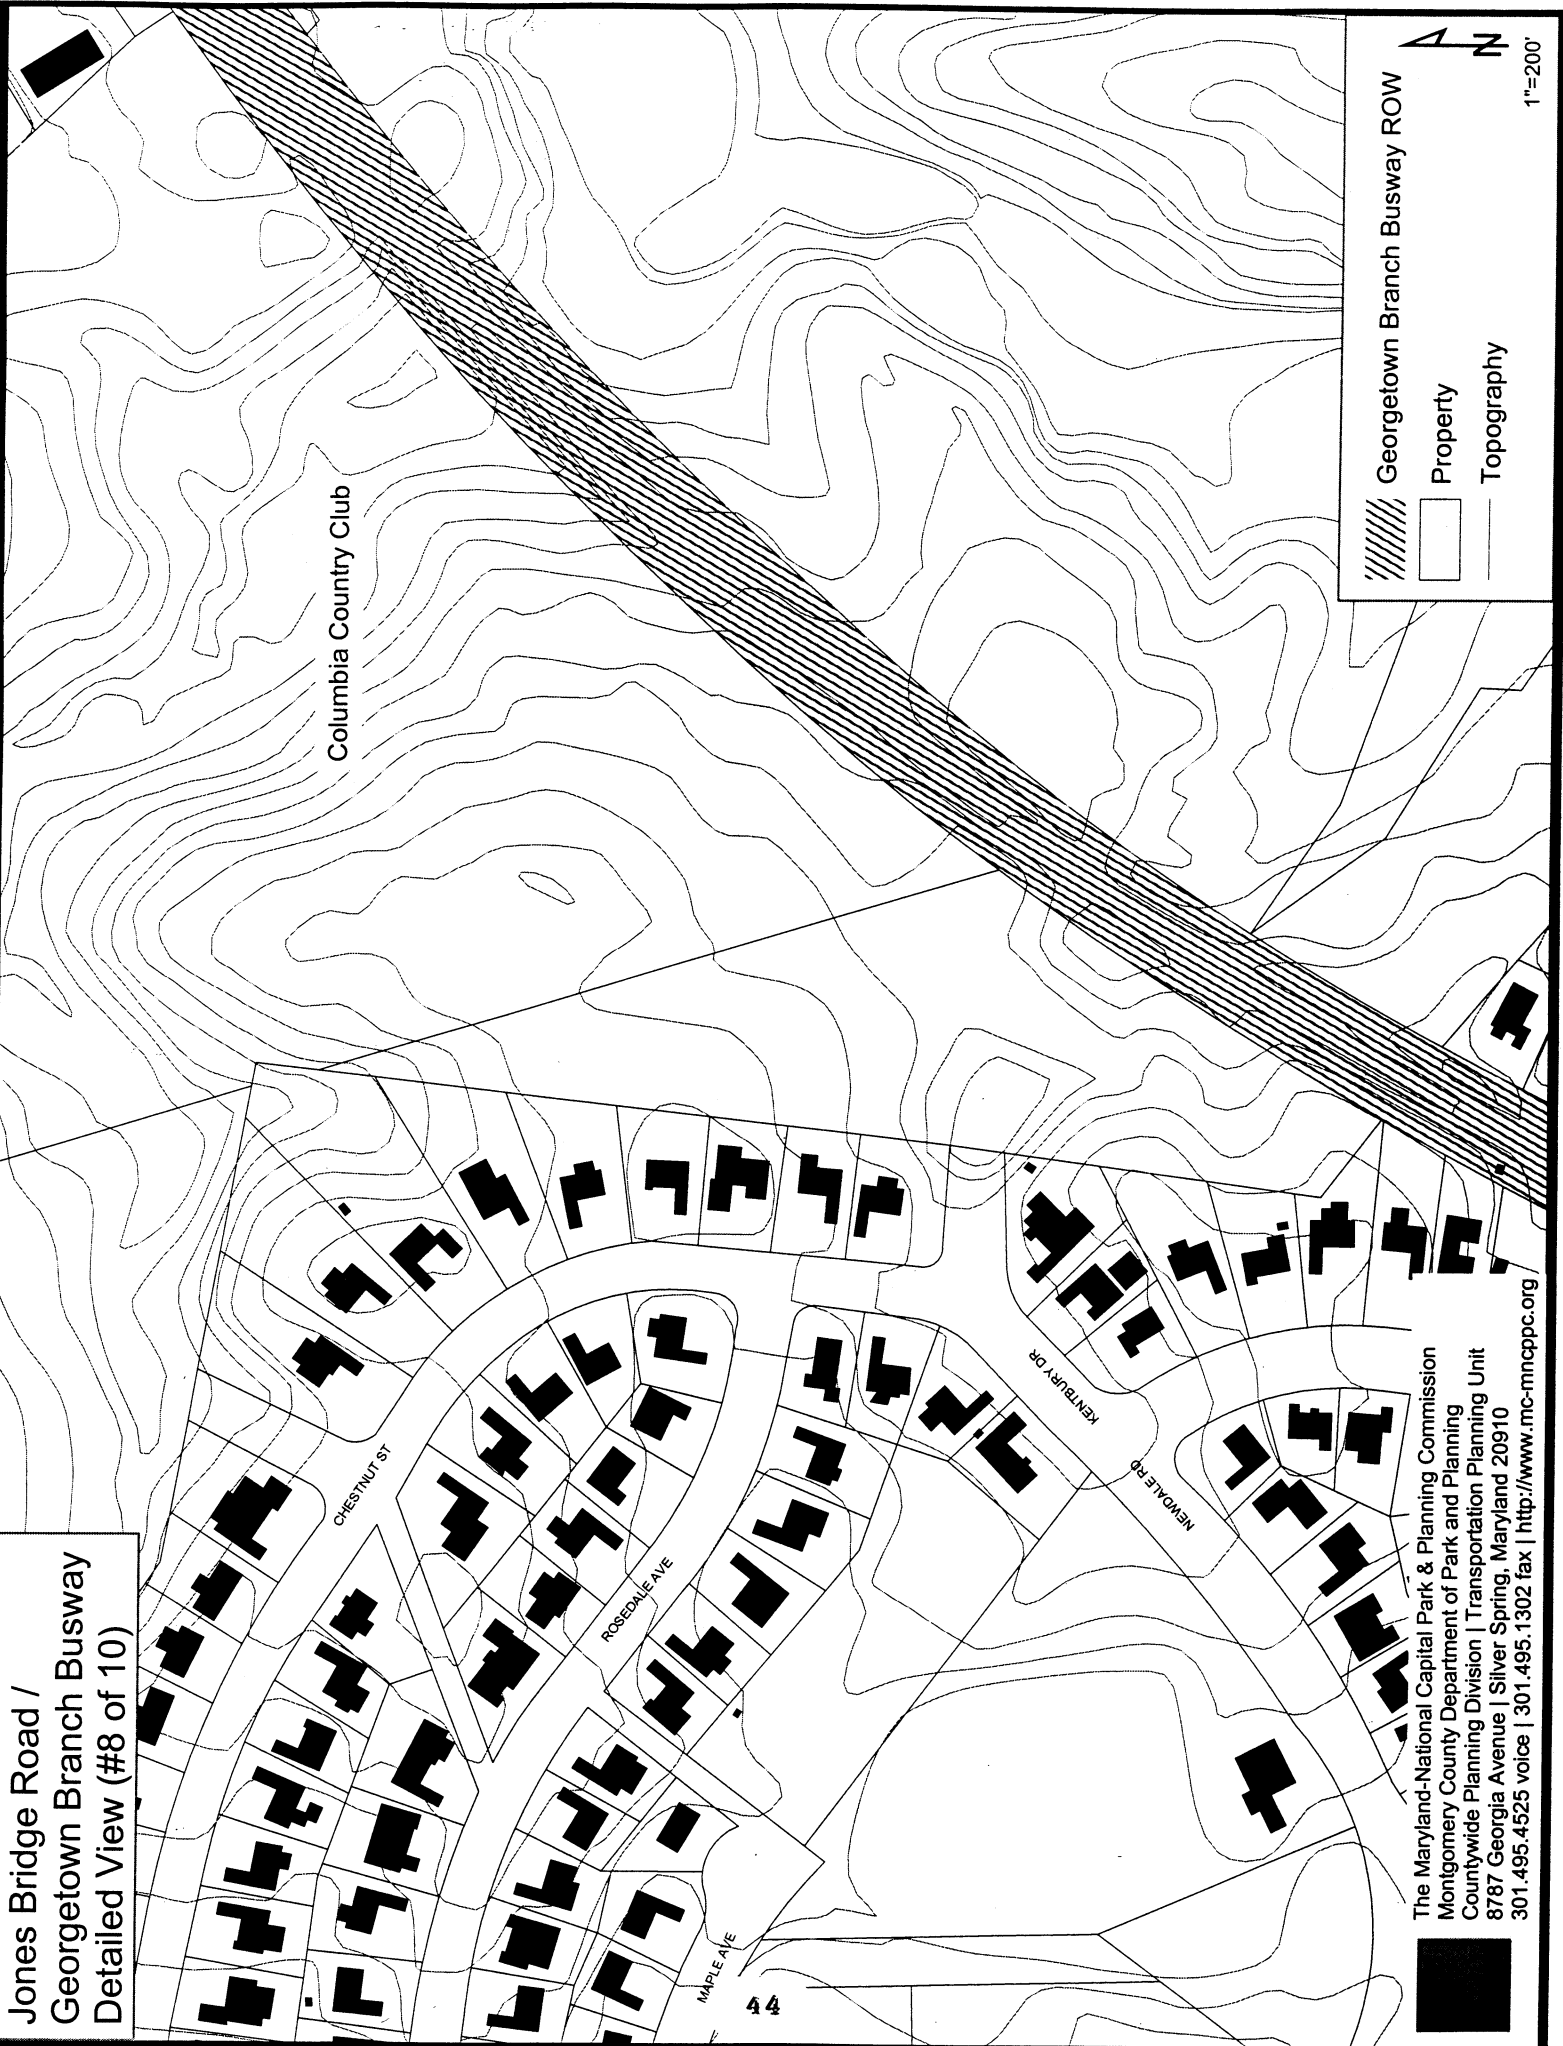 Jones Bridge Road /
Georgetown Branch Busway
Detailed View (#8 of 10)
Columbia Country Club
CHESTNUT ST
ROSEDALE AVE
MAPLE AVE
KENTBURY DR
NEWDALE RD
44
Georgetown Branch Busway ROW
Property
Topography
N
1"=200'
The Maryland-National Capital Park & Planning Commission
Montgomery County Department of Park and Planning
Countywide Planning Division | Transportation Planning Unit
8787 Georgia Avenue | Silver Spring, Maryland 20910
301.495.4525 voice | 301.495.1302 fax | http://www.mc-mncppc.org